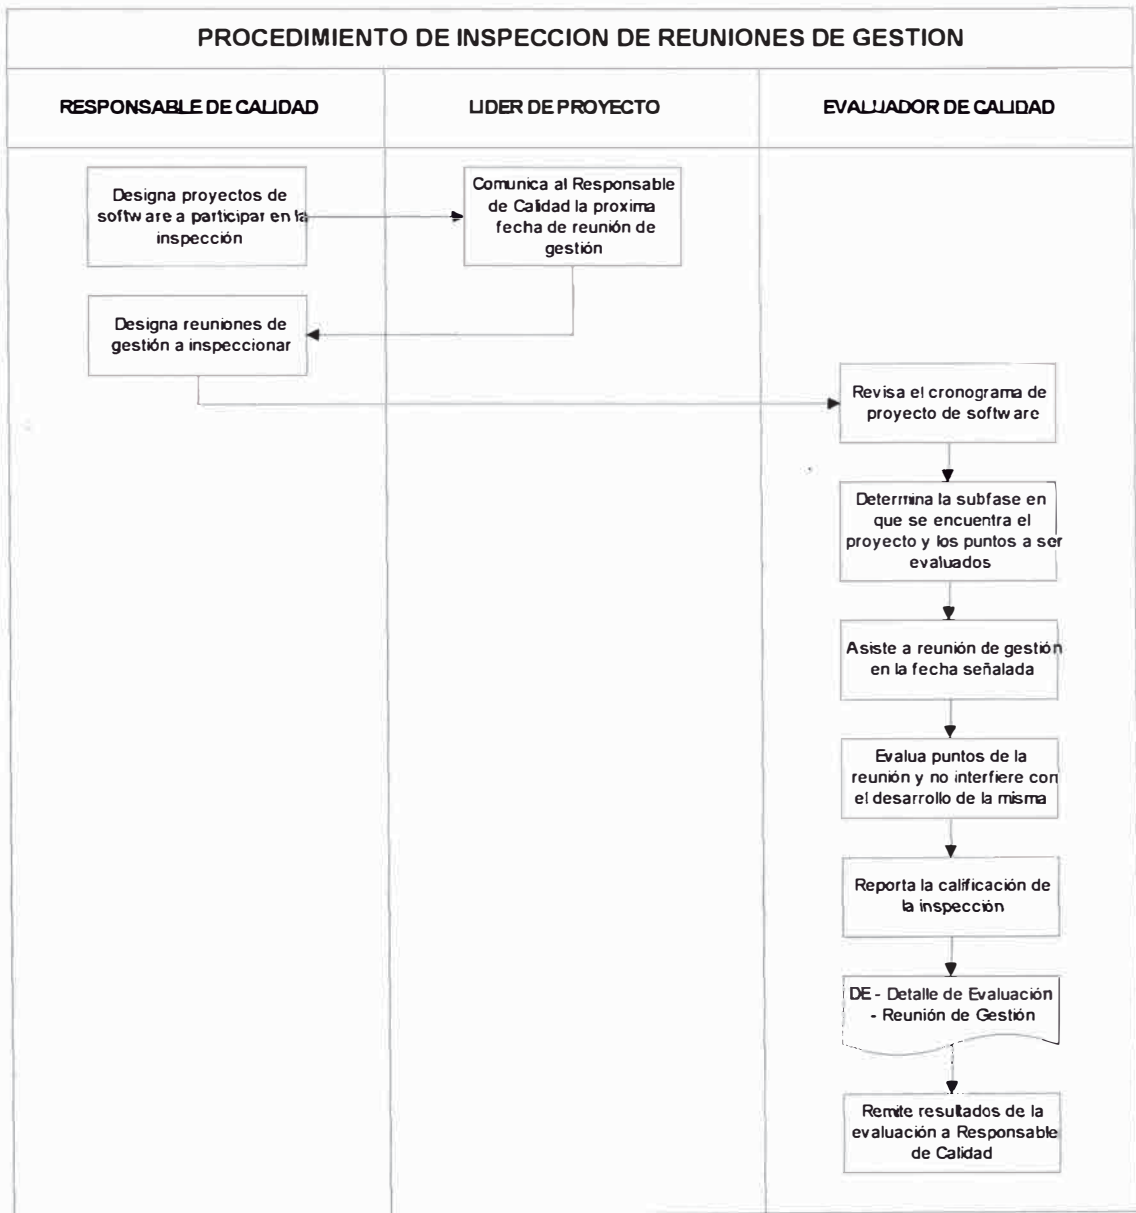 PROCEDIMIENTO DE INSPECCION DE REUNIONES DE GESTION
RESPONSABLE DE CALIDAD
LIDER DE PROYECTO
EVALUADOR DE CALIDAD
Designa proyectos de
software a participar en la
inspección
Comunica al Responsable
de Calidad la proxima
fecha de reunión de
gestión
Designa reuniones de
gestión a inspeccionar
Revisa el cronograma de
proyecto de software
Determina la subfase en
que se encuentra el
proyecto y los puntos a ser
evaluados
Asiste a reunión de gestión
en la fecha señalada
Evalua puntos de la
reunión y no interfiere con
el desarrollo de la misma
Reporta la calificación de
la inspección
DE - Detalle de Evaluación
- Reunión de Gestión
Remite resultados de la
evaluación a Responsable
de Calidad